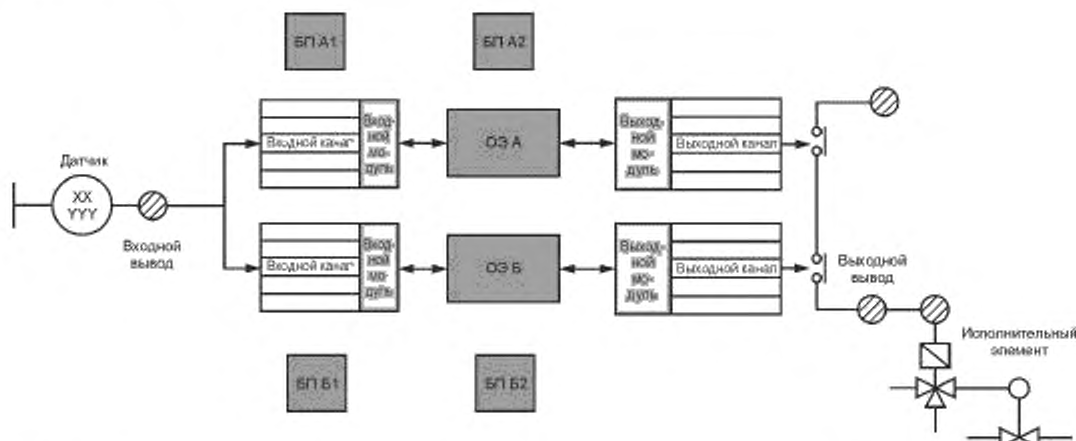 БП А1
БП А2
Датчик
XX
YYY
Входной
вывод
Входной канал
Вход-
ной
мо-
дуль
ОЭ А
Выход-
ной
мо-
дуль
Выходной канал
Входной канал
Вход-
ной
мо-
дуль
ОЭ Б
Выход-
ной
мо-
дуль
Выходной канал
Выходной
вывод
Исполнительный
элемент
БП Б1
БП Б2